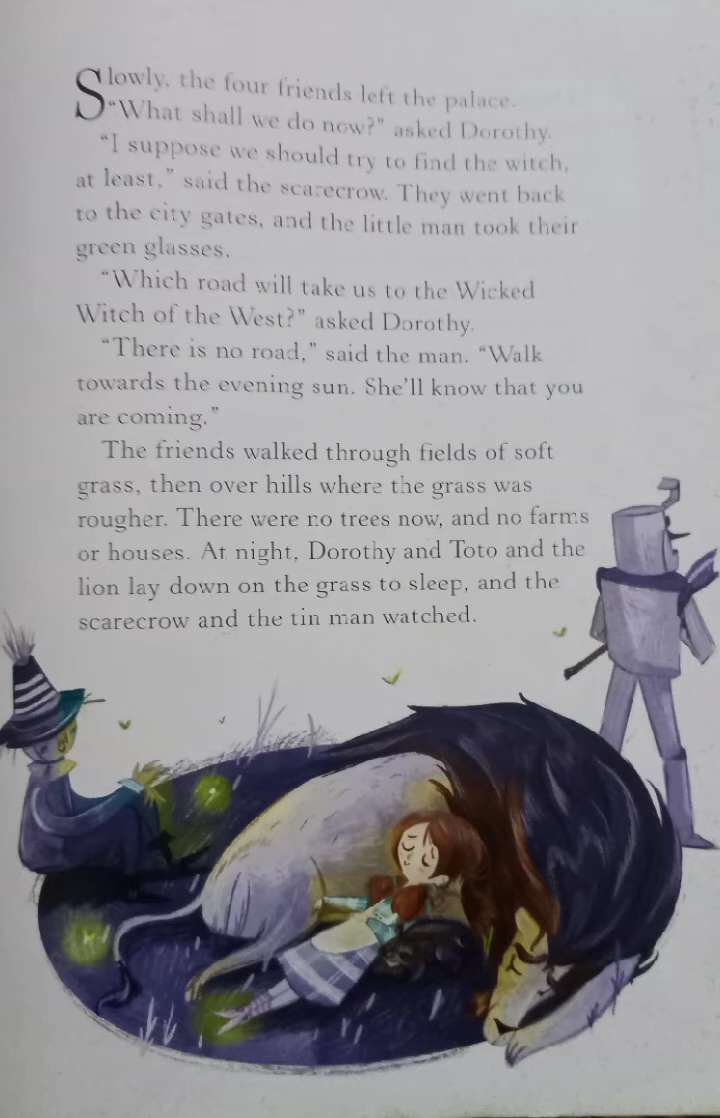 Slowly, the four friends left the palace.
“What shall we do now?” asked Dorothy.
“I suppose we should try to find the witch,
at least,” said the scarecrow. They went back
to the city gates, and the little man took their
green glasses.
“Which road will take us to the Wicked
Witch of the West?” asked Dorothy.
“There is no road,” said the man. “Walk
towards the evening sun. She’ll know that you
are coming.”
The friends walked through fields of soft
grass, then over hills where the grass was
rougher. There were no trees now, and no farms
or houses. At night, Dorothy and Toto and the
lion lay down on the grass to sleep, and the
scarecrow and the tin man watched.